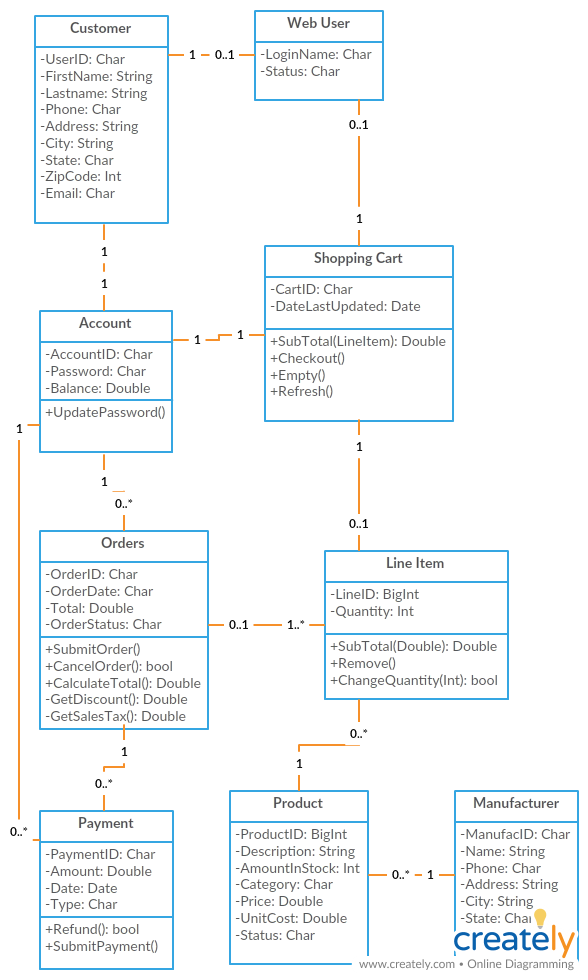 Customer
-UserID: Char
-FirstName: String
-Lastname: String
-Phone: Char
-Address: String
-City: String
-State: Char
-ZipCode: Int
-Email: Char
1
0..1
Web User
-LoginName: Char
-Status: Char
0..1
1
1
1
Shopping Cart
-CartID: Char
-DateLastUpdated: Date
+SubTotal(LineItem): Double
+Checkout()
+Empty()
+Refresh()
Account
-AccountID: Char
-Password: Char
-Balance: Double
+UpdatePassword()
1
1
1
1
0..*
1
0..1
Orders
-OrderID: Char
-OrderDate: Char
-Total: Double
-OrderStatus: Char
+SubmitOrder()
+CancelOrder(): bool
+CalculateTotal(): Double
-GetDiscount(): Double
-GetSalesTax(): Double
0..1
1..*
Line Item
-LineID: BigInt
-Quantity: Int
+SubTotal(Double): Double
+Remove()
+ChangeQuantity(Int): bool
1
0..*
0..*
1
0..*
Payment
-PaymentID: Char
-Amount: Double
-Date: Date
-Type: Char
+Refund(): bool
+SubmitPayment()
Product
-ProductID: BigInt
-Description: String
-AmountInStock: Int
-Category: Char
-Price: Double
-UnitCost: Double
-Status: Char
0..*
1
Manufacturer
-ManufacID: Char
-Name: String
-Phone: Char
-Address: String
-City: String
-State: Char
creately
www.creately.com • Online Diagramming